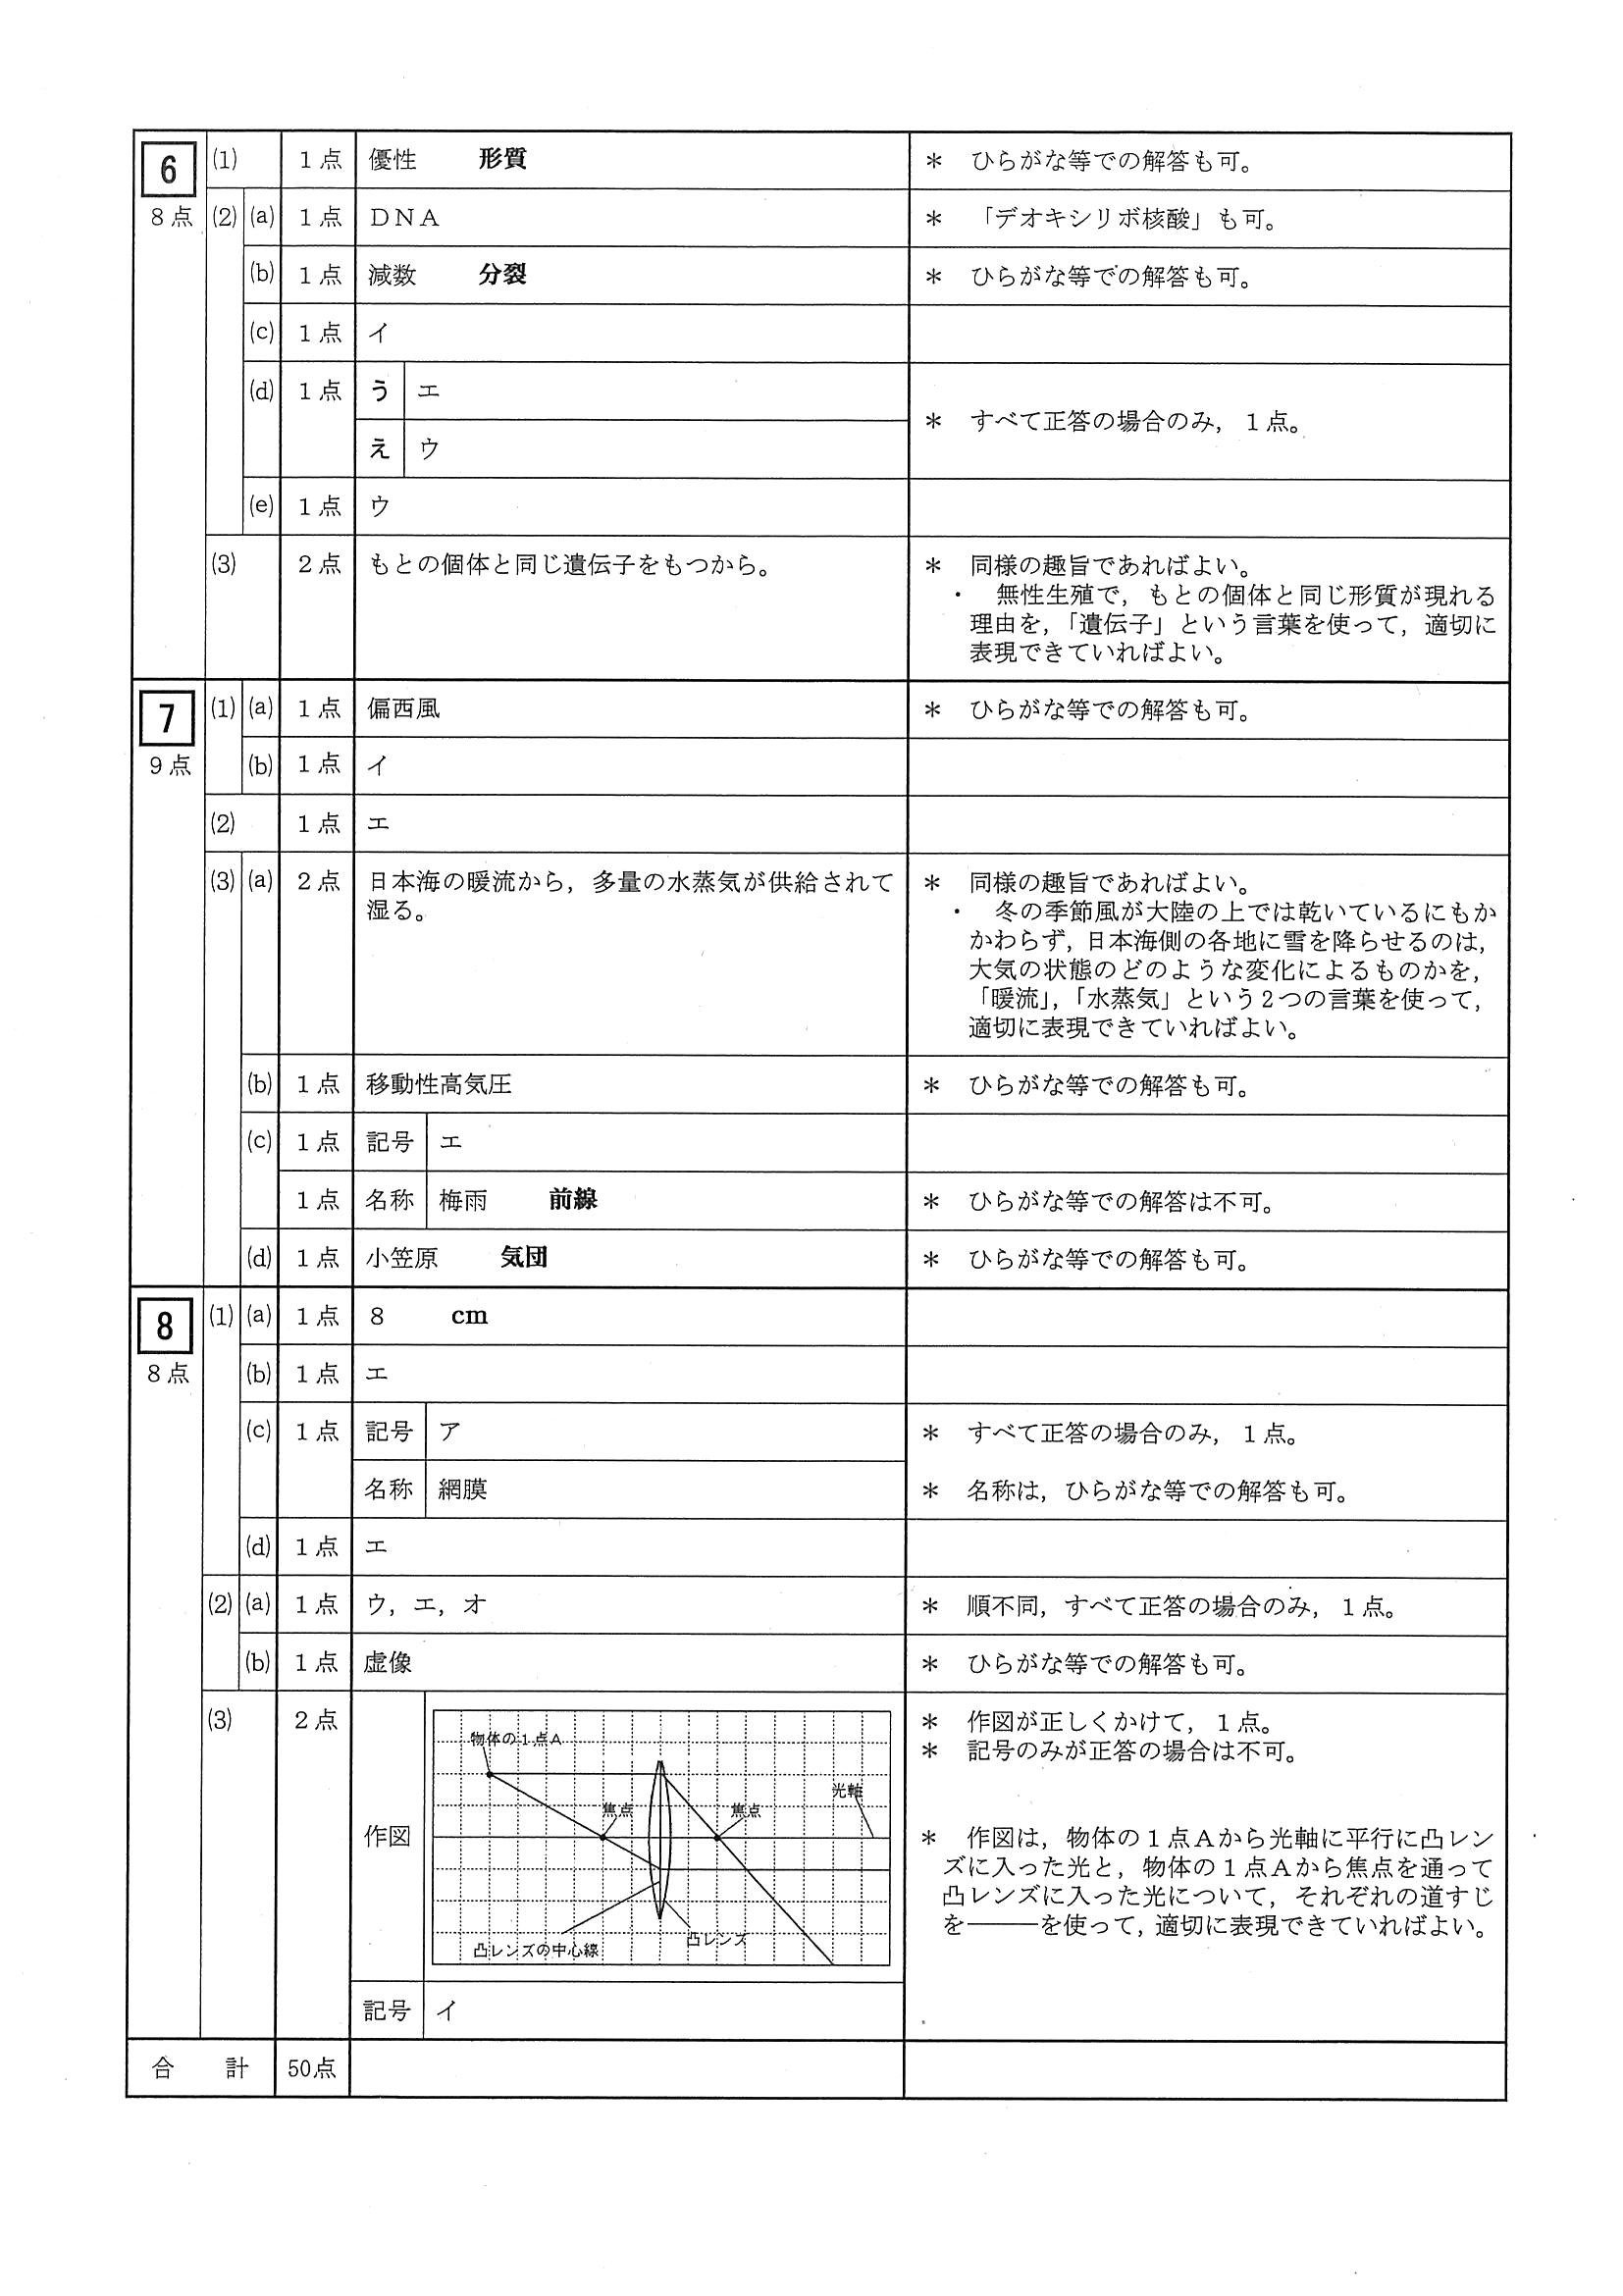 6 (1) 1点 優性 形質 ＊ ひらがな等での解答も可。
8点 (2) (a) 1点 ＤＮＡ ＊ 「デオキシリボ核酸」も可。
(b) 1点 減数 分裂 ＊ ひらがな等での解答も可。
(c) 1点 イ
(d) 1点 う エ
＊ すべて正答の場合のみ，１点。
え ウ
(e) 1点 ウ
(3) 2点 もとの個体と同じ遺伝子をもつから。 ＊ 同様の趣旨であればよい。
・ 無性生殖で，もとの個体と同じ形質が現れる
理由を，「遺伝子」という言葉を使って，適切に
表現できていればよい。
7 (1) (a) 1点 偏西風 ＊ ひらがな等での解答も可。
9点 (b) 1点 イ
(2) 1点 エ
(3) (a) 2点 日本海の暖流から，多量の水蒸気が供給されて ＊ 同様の趣旨であればよい。
湿る。 ・ 冬の季節風が大陸の上では乾いているにもか
かわらず，日本海側の各地に雪を降らせるのは，
大気の状態のどのような変化によるものかを，
「暖流」，「水蒸気」という２つの言葉を使って，
適切に表現できていればよい。
(b) 1点 移動性高気圧 ＊ ひらがな等での解答も可。
(c) 1点 記号 エ
1点 名称 梅雨 前線 ＊ ひらがな等での解答は不可。
(d) 1点 小笠原 気団 ＊ ひらがな等での解答も可。
8 (1) (a) 1点 8 cm
8点 (b) 1点 エ
(c) 1点 記号 ア ＊ すべて正答の場合のみ，１点。
名称 網膜 ＊ 名称は，ひらがな等での解答も可。
(d) 1点 エ
(2) (a) 1点 ウ，エ，オ ＊ 順不同，すべて正答の場合のみ，１点。
(b) 1点 虚像 ＊ ひらがな等での解答も可。
(3) 2点 ＊ 作図が正しくかけて，１点。
物体の１点Ａ
＊ 記号のみが正答の場合は不可。
光軸
焦点 焦点
作図 ＊ 作図は，物体の１点Ａから光軸に平行に凸レン
ズに入った光と，物体の１点Ａから焦点を通って
凸レンズに入った光について，それぞれの道すじ
を───を使って，適切に表現できていればよい。
凸レンズの中心線 凸レンズ
記号 イ
合 計 50点